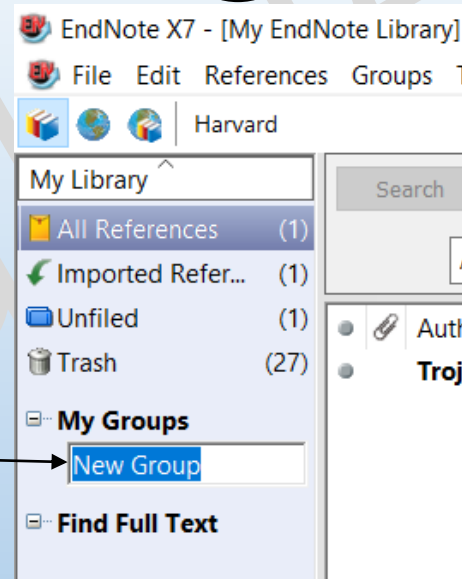 EndNote X7 - [My EndNote Library]
File Edit References Groups
Harvard
My Library
Search
All References (1)
Imported Refer... (1)
Unfiled (1)
Trash (27)
My Groups
New Group
Find Full Text
Auth
Troj